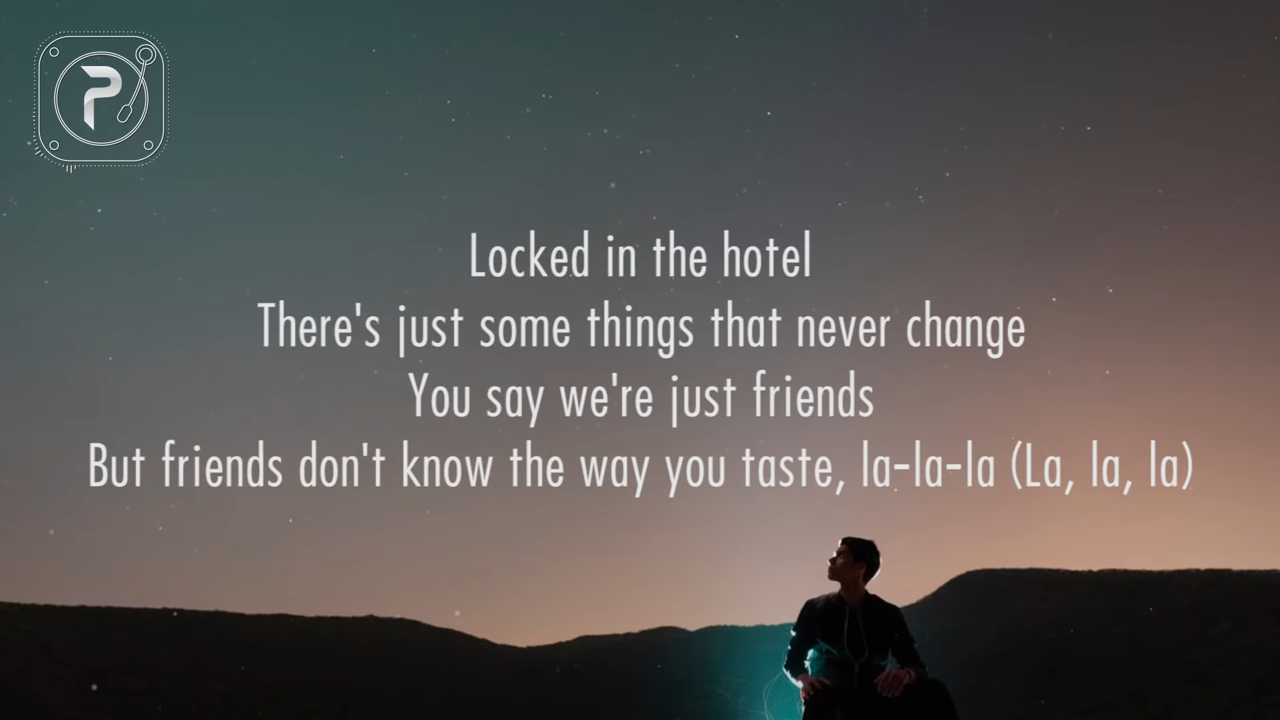 P
Locked in the hotel
There's just some things that never change
You say we're just friends
But friends don't know the way you taste, la-la-la (La, la, la)